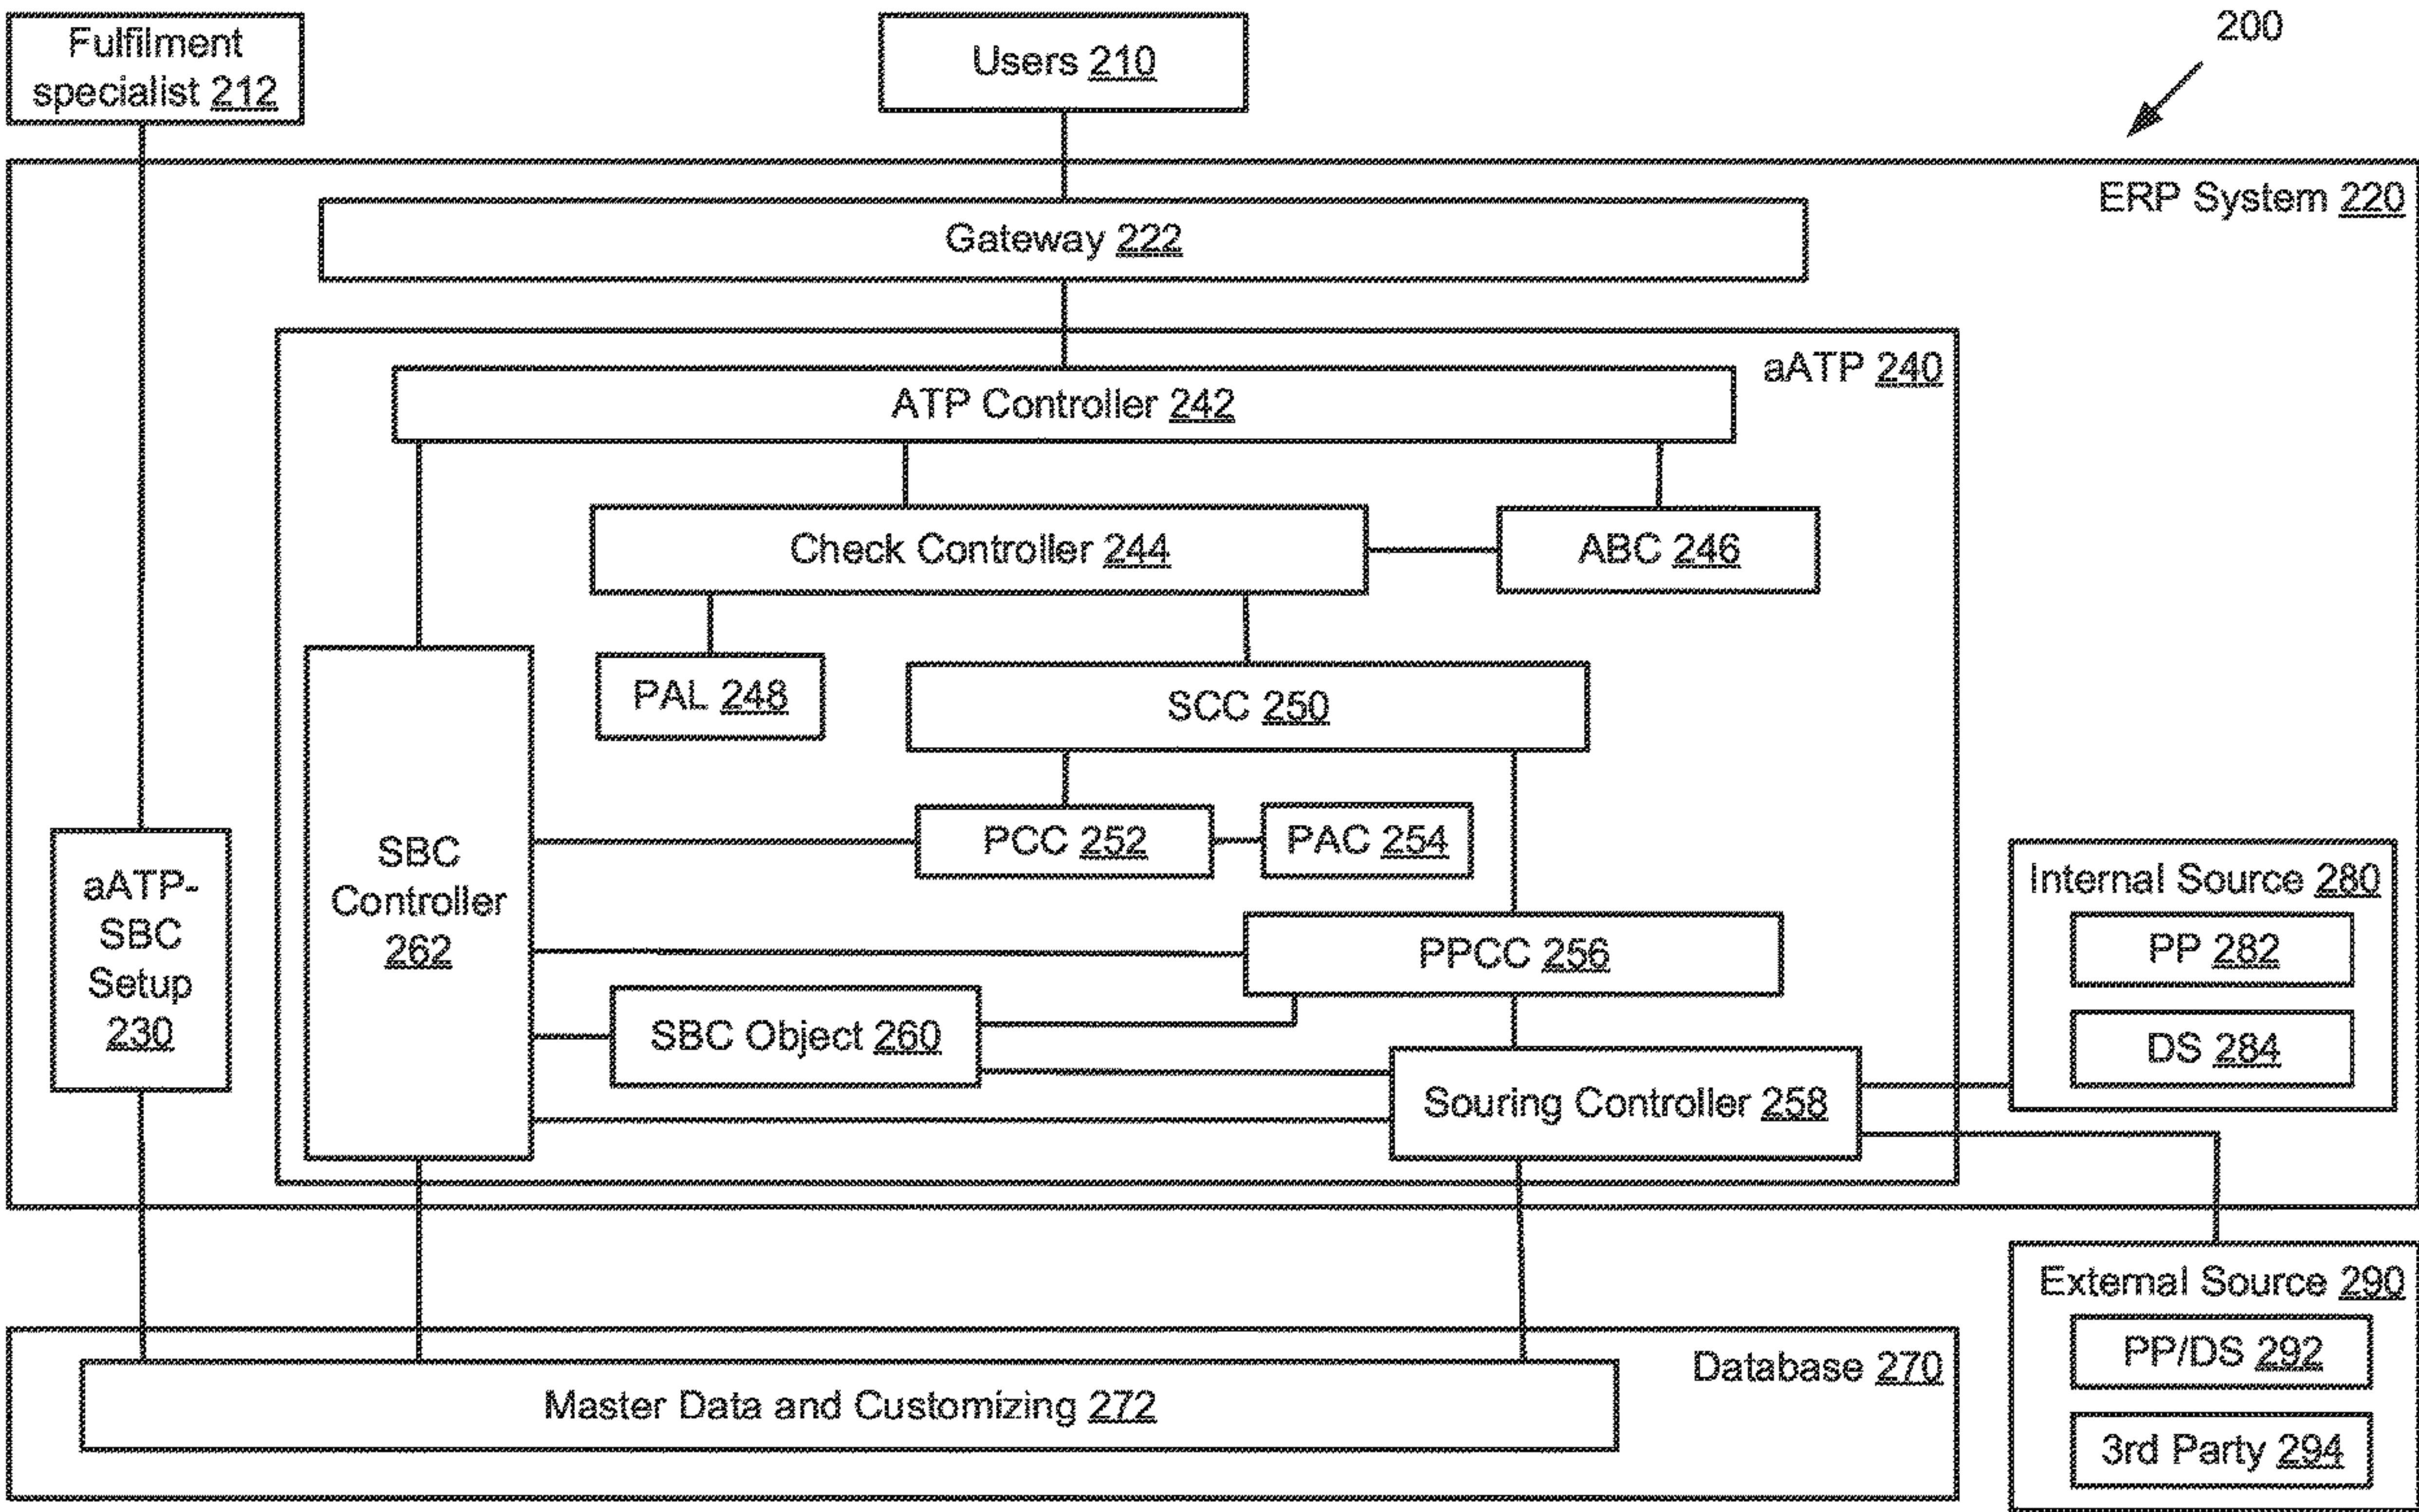 Fulfilment
specialist 212
Users 210
200
ERP System 220
Gateway 222
aATP 240
ATP Controller 242
Check Controller 244
ABC 246
PAL 248
SCC 250
SBC
Controller
262
PCC 252
PAC 254
aATP-
SBC
Setup
230
Internal Source 280
PP 282
DS 284
PPCC 256
SBC Object 260
Souring Controller 258
External Source 290
PP/DS 292
3rd Party 294
Database 270
Master Data and Customizing 272